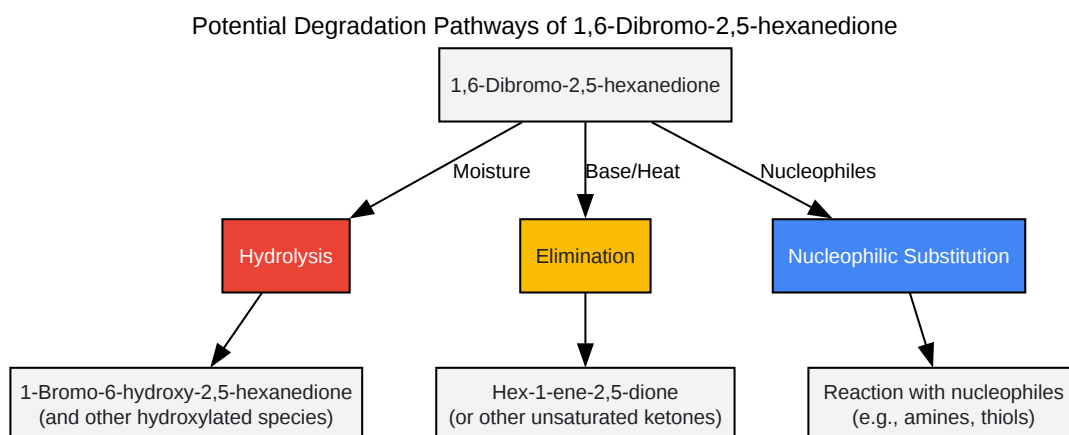 Potential Degradation Pathways of 1,6-Dibromo-2,5-hexanedione
1,6-Dibromo-2,5-hexanedione
Moisture
Base/Heat
Nucleophiles
Hydrolysis
Elimination
Nucleophilic Substitution
1-Bromo-6-hydroxy-2,5-hexanedione
(and other hydroxylated species)
Hex-1-ene-2,5-dione
(or other unsaturated ketones)
Reaction with nucleophiles
(e.g., amines, thiols)